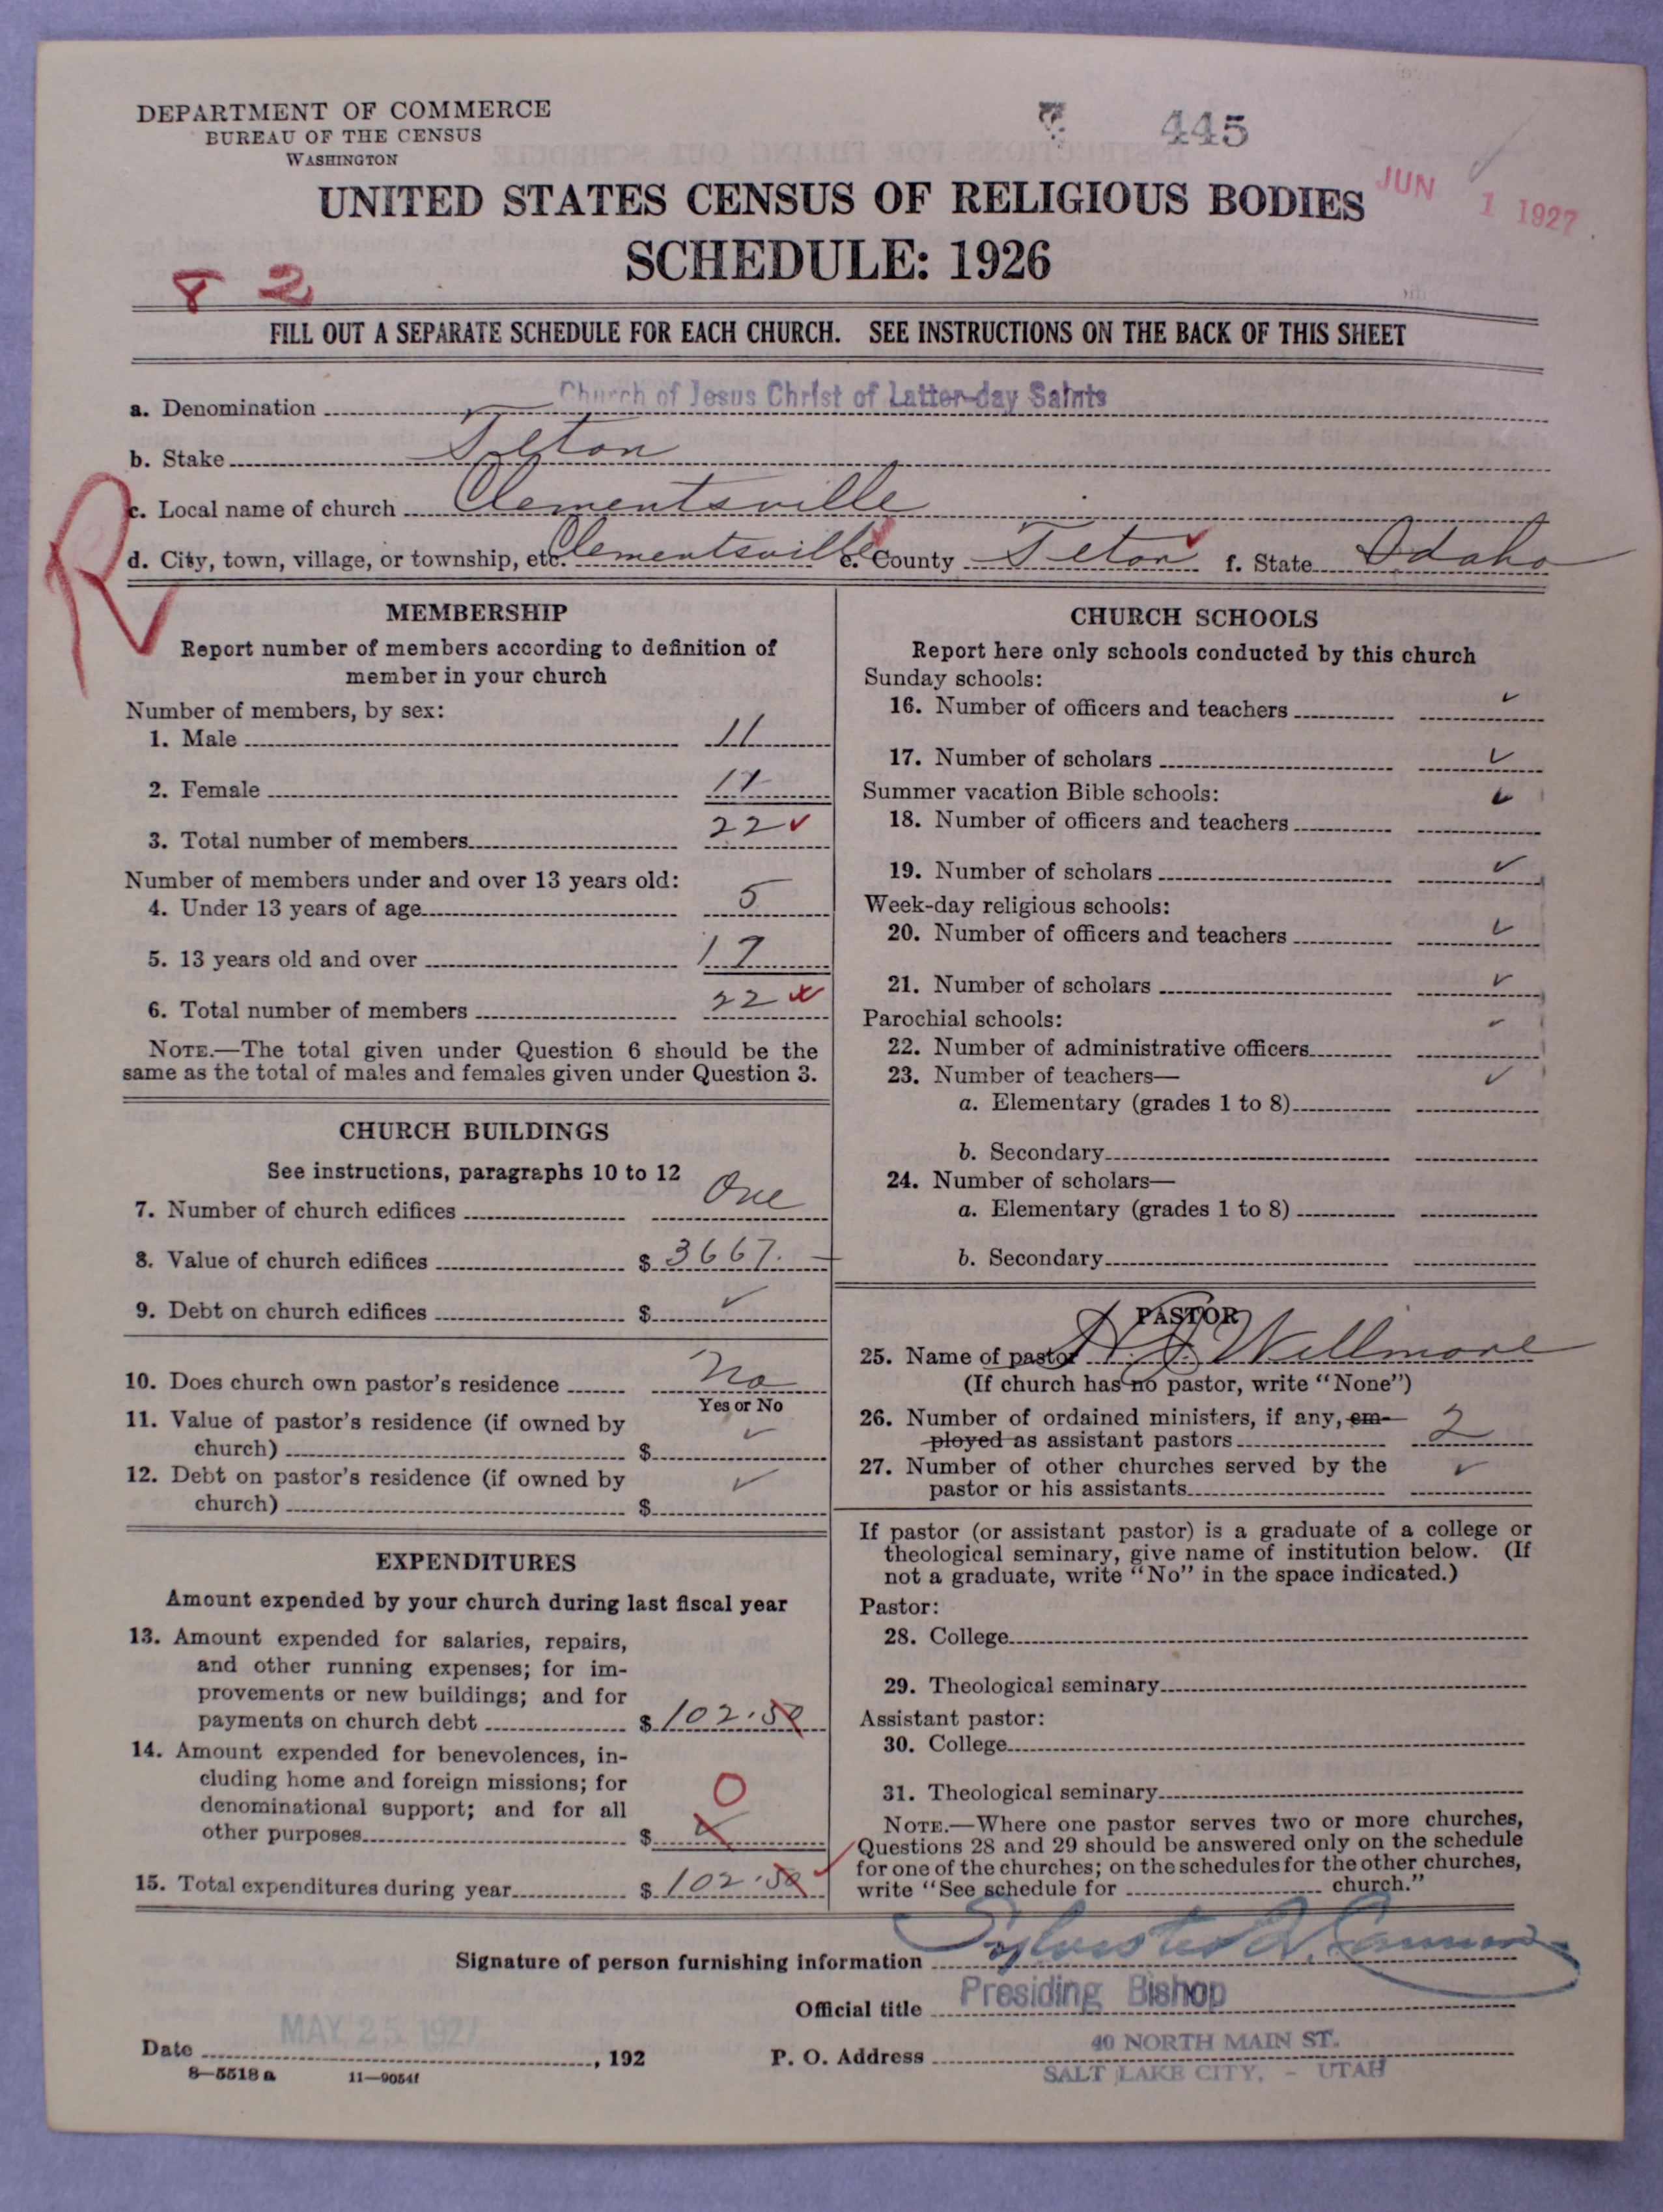 DEPARTMENT OF COMMERCE
BUREAU OF THE CENSUS
WASHINGTON
445
JUN 1 1927
UNITED STATES CENSUS OF RELIGIOUS BODIES
SCHEDULE: 1926
8 2
FILL OUT A SEPARATE SCHEDULE FOR EACH CHURCH. SEE INSTRUCTIONS ON THE BACK OF THIS SHEET
a. Denomination Church of Jesus Christ of Latter-day Saints
b. Stake Teton
R
c. Local name of church Clementsville
d. City, town, village, or township, etc. Clementsville e. County Teton f. State Idaho
MEMBERSHIP
Report number of members according to definition of
member in your church
Number of members, by sex:
1. Male 11
2. Female 11
3. Total number of members 22 ✓
Number of members under and over 13 years old:
4. Under 13 years of age 5
5. 13 years old and over 17
6. Total number of members 22
NOTE.—The total given under Question 6 should be the
same as the total of males and females given under Question 3.
CHURCH BUILDINGS
See instructions, paragraphs 10 to 12
7. Number of church edifices One
8. Value of church edifices $ 3667.
9. Debt on church edifices $ ✓
10. Does church own pastor's residence No
Yes or No
11. Value of pastor's residence (if owned by
church) $ ✓
12. Debt on pastor's residence (if owned by
church) $ ✓
EXPENDITURES
Amount expended by your church during last fiscal year
13. Amount expended for salaries, repairs,
and other running expenses; for im-
provements or new buildings; and for
payments on church debt $ 102.50
14. Amount expended for benevolences, in-
cluding home and foreign missions; for
denominational support; and for all
other purposes $ 0
15. Total expenditures during year $ 102.50 ✓
CHURCH SCHOOLS
Report here only schools conducted by this church
Sunday schools:
16. Number of officers and teachers ✓
17. Number of scholars ✓
Summer vacation Bible schools:
18. Number of officers and teachers ✓
19. Number of scholars ✓
Week-day religious schools:
20. Number of officers and teachers ✓
21. Number of scholars ✓
Parochial schools:
22. Number of administrative officers ✓
23. Number of teachers—
a. Elementary (grades 1 to 8) ✓
b. Secondary
24. Number of scholars—
a. Elementary (grades 1 to 8)
b. Secondary
PASTOR
25. Name of pastor Willmore
(If church has no pastor, write "None")
26. Number of ordained ministers, if any, em-
ployed as assistant pastors 2
27. Number of other churches served by the
pastor or his assistants ✓
If pastor (or assistant pastor) is a graduate of a college or
theological seminary, give name of institution below. (If
not a graduate, write "No" in the space indicated.)
Pastor:
28. College
29. Theological seminary
Assistant pastor:
30. College
31. Theological seminary
NOTE.—Where one pastor serves two or more churches,
Questions 28 and 29 should be answered only on the schedule
for one of the churches; on the schedules for the other churches,
write "See schedule for church."
Signature of person furnishing information Sylvester Q. Cannon
Official title Presiding Bishop
Date MAY 25 1927, 192
P. O. Address 40 NORTH MAIN ST.
SALT LAKE CITY, - UTAH
8—5518 a 11—9054f